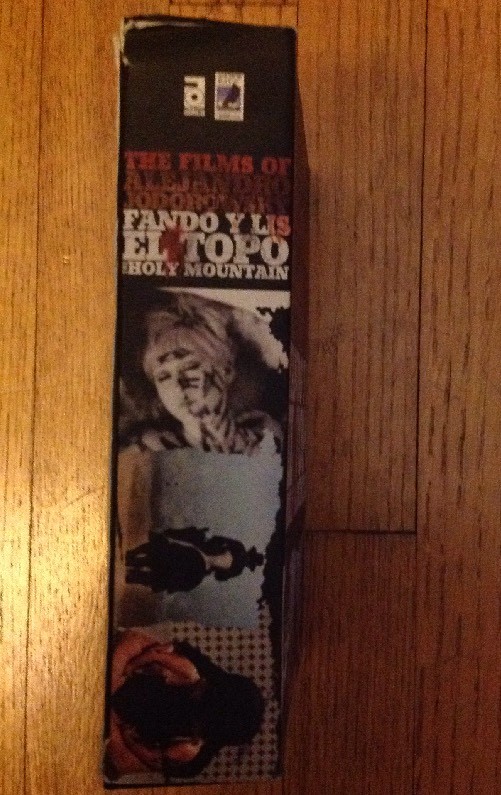 THE FILMS OF
ALEJANDRO
JODOROWSKY
FANDO Y LIS
EL TOPO
THE HOLY MOUNTAIN